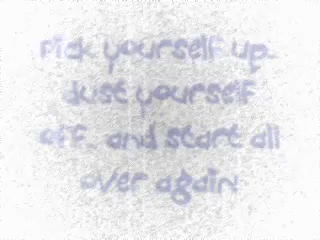 Pick yourself up..
Dust yourself
off.. and start all
over again